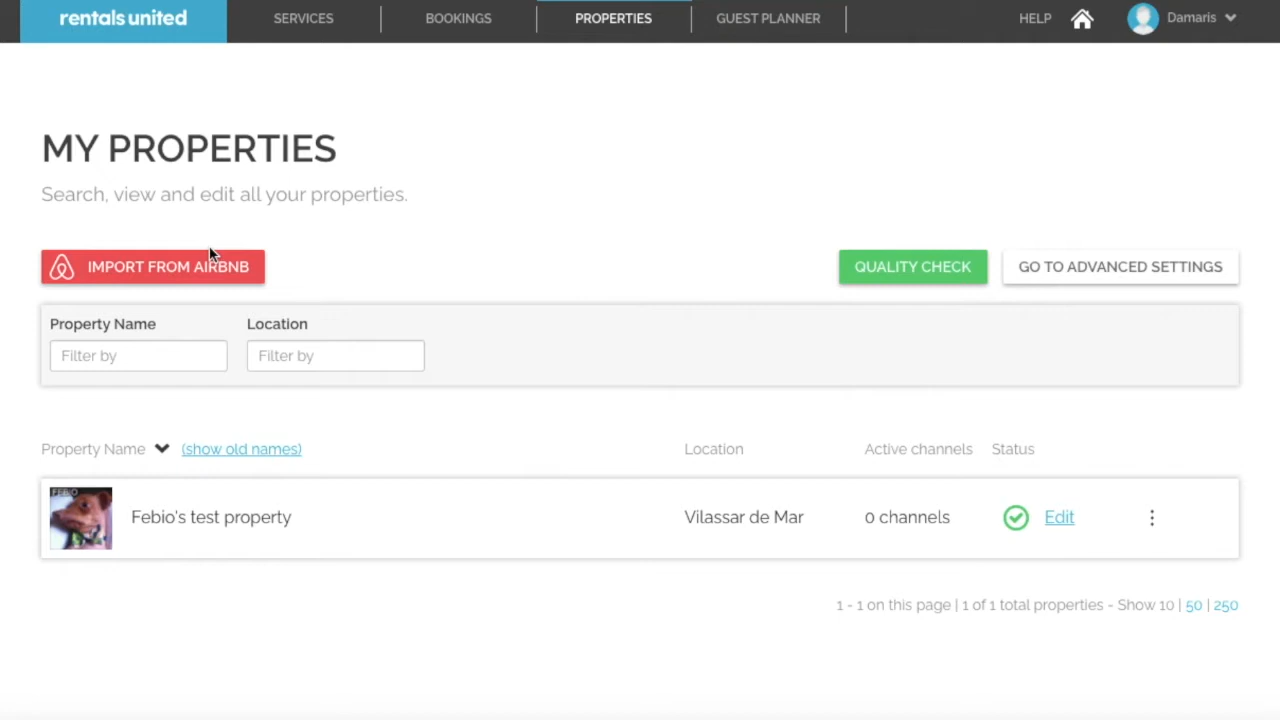 rentals united
SERVICES
BOOKINGS
PROPERTIES
GUEST PLANNER
HELP
Damaris
MY PROPERTIES
Search, view and edit all your properties.
IMPORT FROM AIRBNB
QUALITY CHECK
GO TO ADVANCED SETTINGS
Property Name
Location
Filter by
Filter by
Property Name (show old names)
Location
Active channels
Status
FEBIO
Febio's test property
Vilassar de Mar
0 channels
Edit
1 - 1 on this page | 1 of 1 total properties - Show 10 | 50 | 250